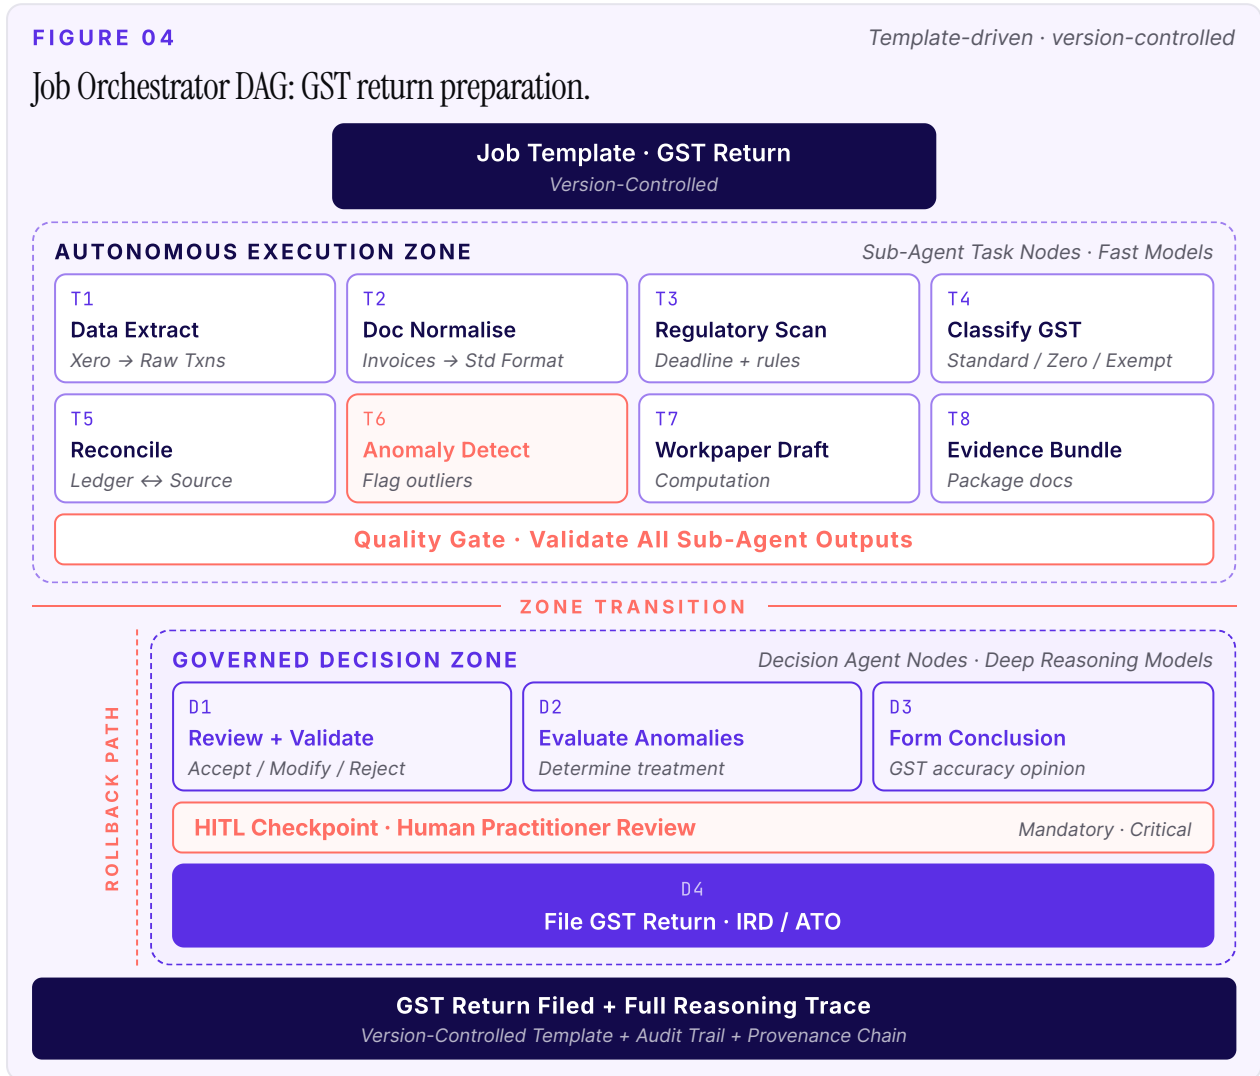 FIGURE 04
Template-driven · version-controlled
Job Orchestrator DAG: GST return preparation.
Job Template · GST Return
Version-Controlled
AUTONOMOUS EXECUTION ZONE
Sub-Agent Task Nodes · Fast Models
T1
Data Extract
Xero → Raw Txns
T2
Doc Normalise
Invoices → Std Format
T3
Regulatory Scan
Deadline + rules
T4
Classify GST
Standard / Zero / Exempt
T5
Reconcile
Ledger ↔ Source
T6
Anomaly Detect
Flag outliers
T7
Workpaper Draft
Computation
T8
Evidence Bundle
Package docs
Quality Gate · Validate All Sub-Agent Outputs
ZONE TRANSITION
ROLLBACK PATH
GOVERNED DECISION ZONE
Decision Agent Nodes · Deep Reasoning Models
D1
Review + Validate
Accept / Modify / Reject
D2
Evaluate Anomalies
Determine treatment
D3
Form Conclusion
GST accuracy opinion
HITL Checkpoint · Human Practitioner Review
Mandatory · Critical
D4
File GST Return · IRD / ATO
GST Return Filed + Full Reasoning Trace
Version-Controlled Template + Audit Trail + Provenance Chain